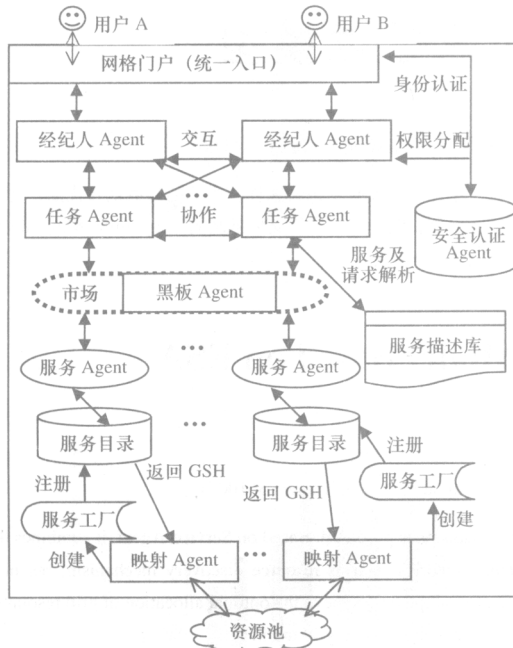 用户 A
用户 B
网格门户（统一入口）
身份认证
经纪人 Agent
交互
经纪人 Agent
权限分配
...
任务 Agent
协作
任务 Agent
安全认证
Agent
服务及
请求解析
市场
黑板 Agent
服务描述库
...
服务 Agent
服务 Agent
...
服务目录
服务目录
注册
返回 GSH
返回 GSH
注册
服务工厂
服务工厂
创建
创建
映射 Agent
...
映射 Agent
资源池